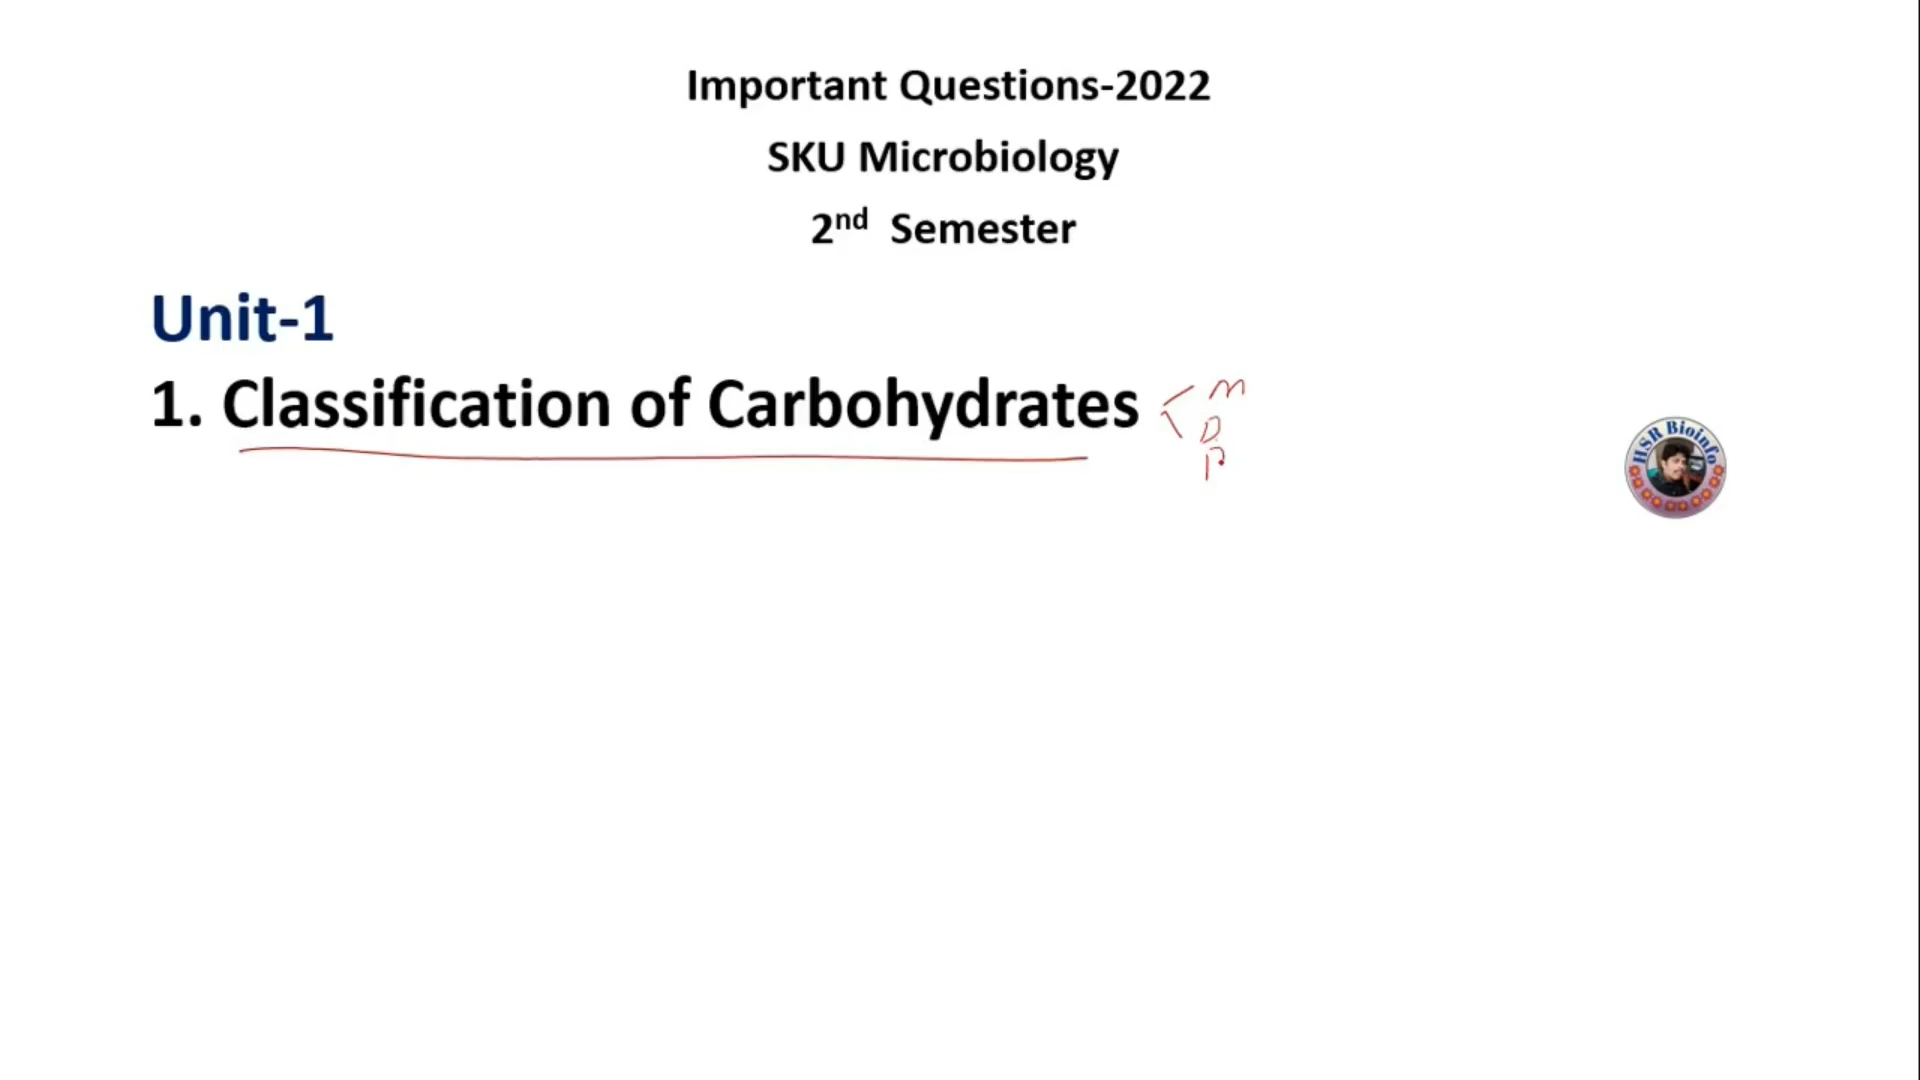 Important Questions-2022
SKU Microbiology
2nd Semester
Unit-1
1. Classification of Carbohydrates
M
D
P
HSR Bioinfo